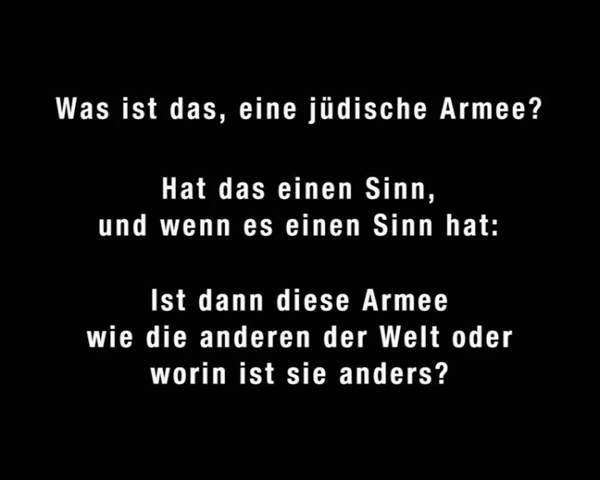 Was ist das, eine jüdische Armee?
Hat das einen Sinn,
und wenn es einen Sinn hat:
Ist dann diese Armee
wie die anderen der Welt oder
worin ist sie anders?